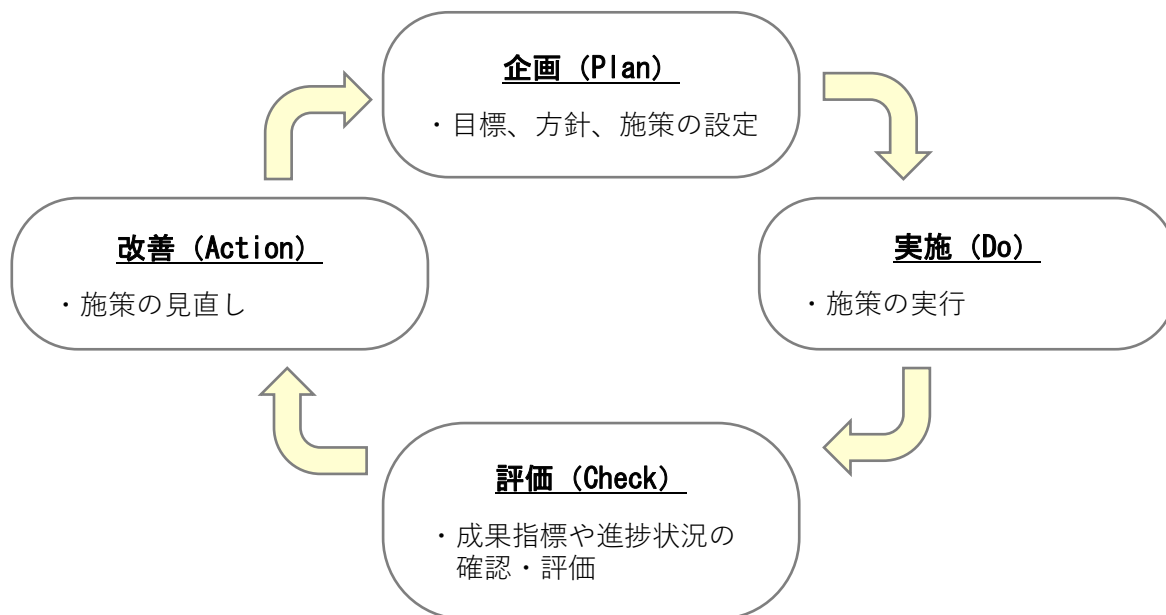 企画（Plan）
・目標、方針、施策の設定
改善（Action）
・施策の見直し
実施（Do）
・施策の実行
評価（Check）
・成果指標や進捗状況の
確認・評価